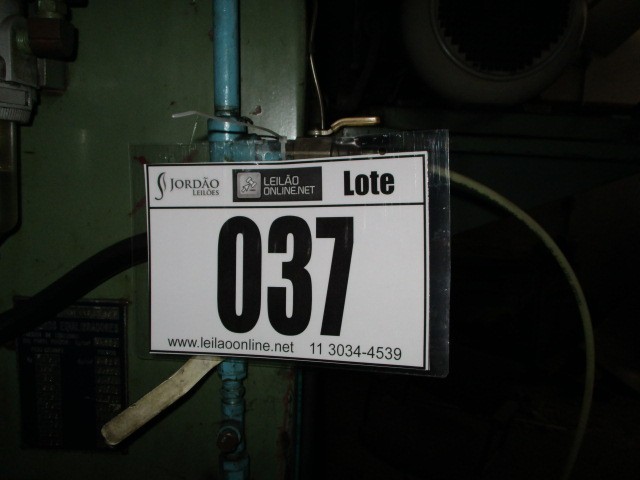 JORDÃO LEILÕES
LEILÃO ONLINE.NET
Lote
037
www.leilaoonline.net 11 3034-4539